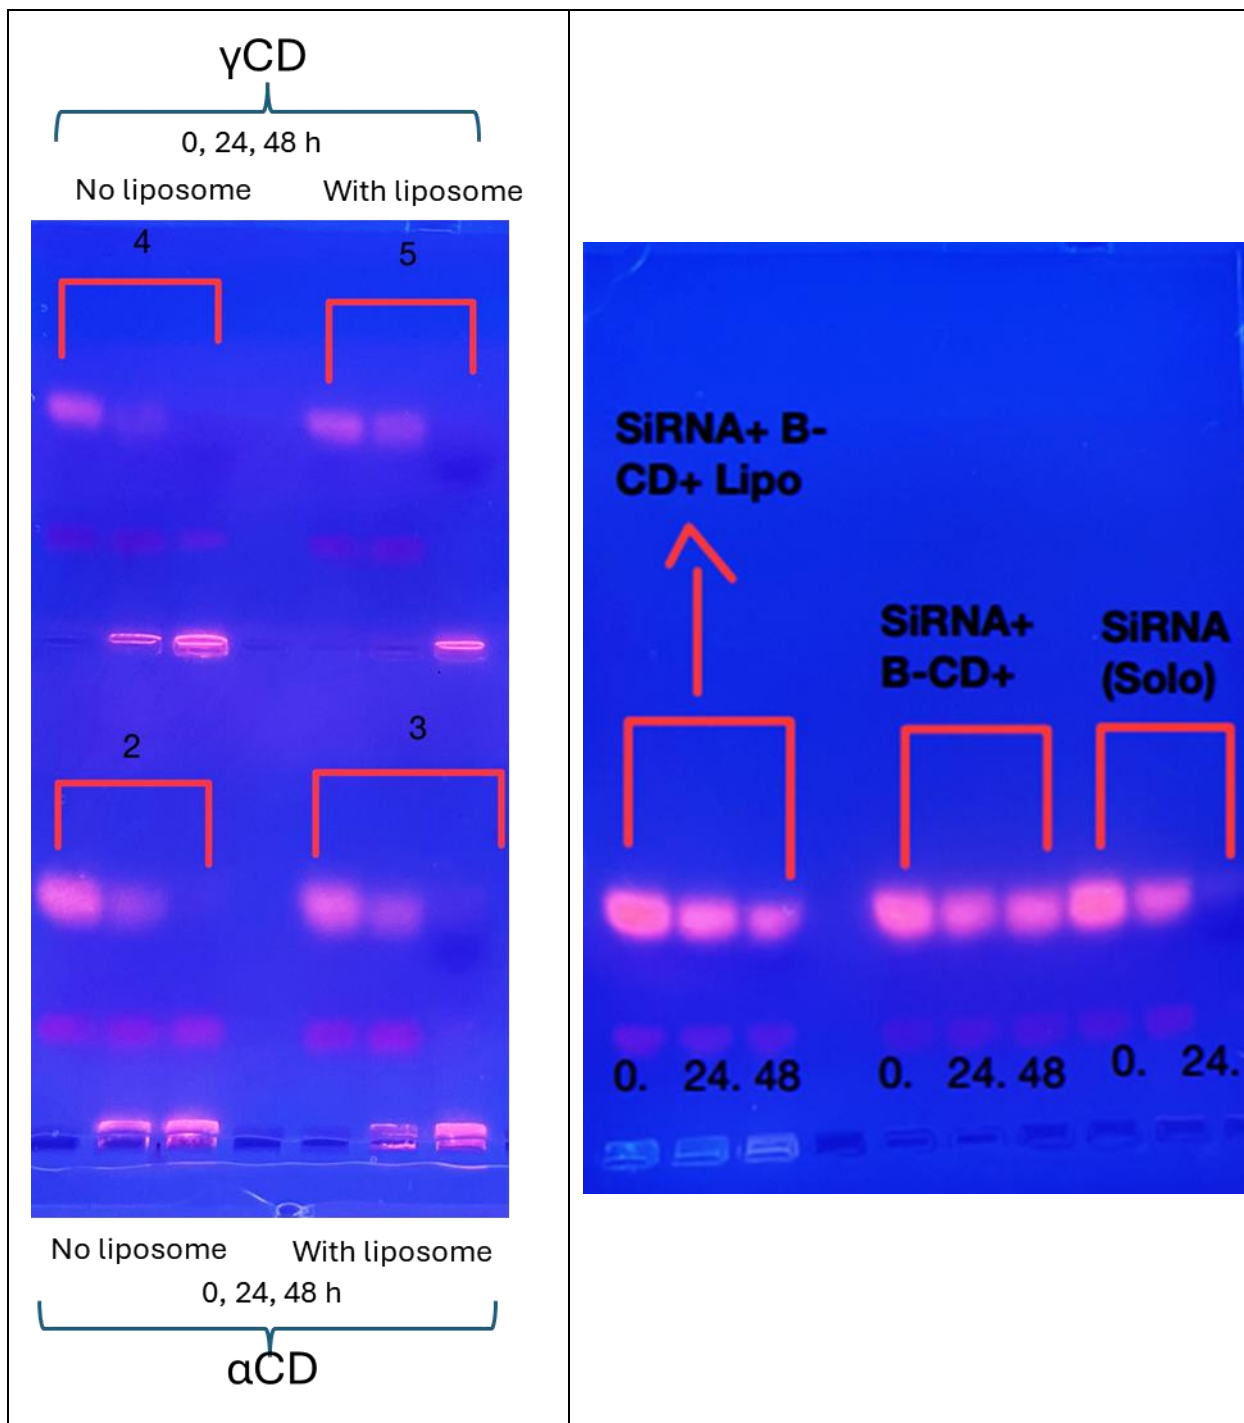 γCD
0, 24, 48 h
No liposome
With liposome
4
5
2
3
No liposome
With liposome
0, 24, 48 h
αCD
SiRNA+ B-
CD+ Lipo
SiRNA+
B-CD+
SiRNA
(Solo)
0. 24. 48
0. 24. 48
0. 24.